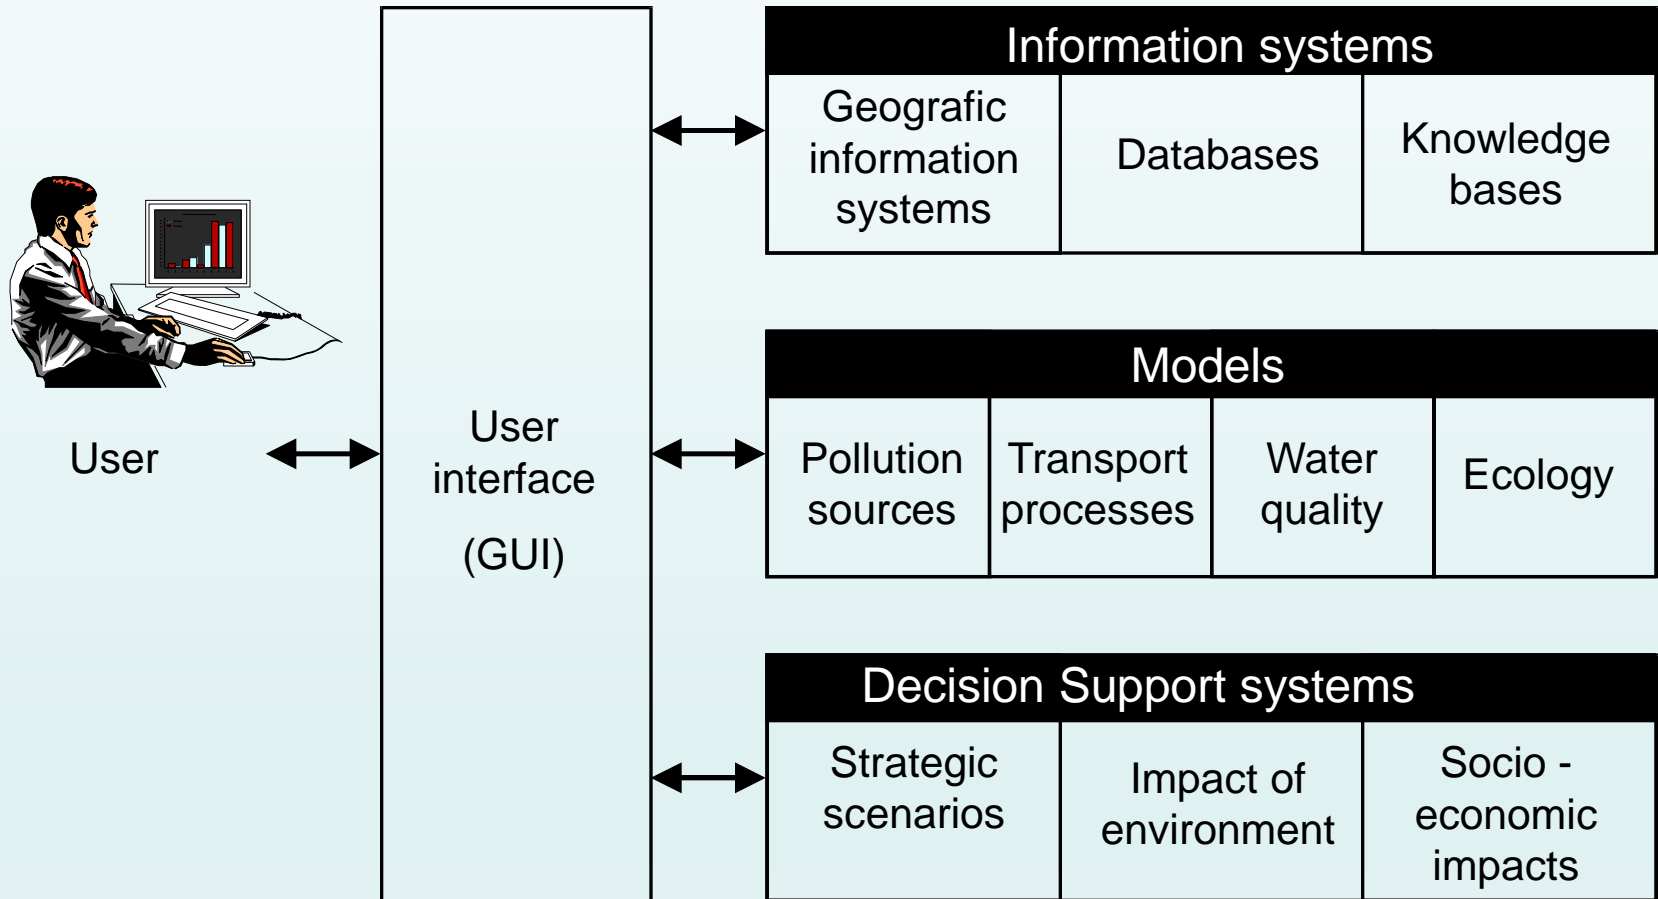 User
User
interface
(GUI)
Information systems
Geografic
information
systems
Databases
Knowledge
bases
Models
Pollution
sources
Transport
processes
Water
quality
Ecology
Decision Support systems
Strategic
scenarios
Impact of
environment
Socio -
economic
impacts